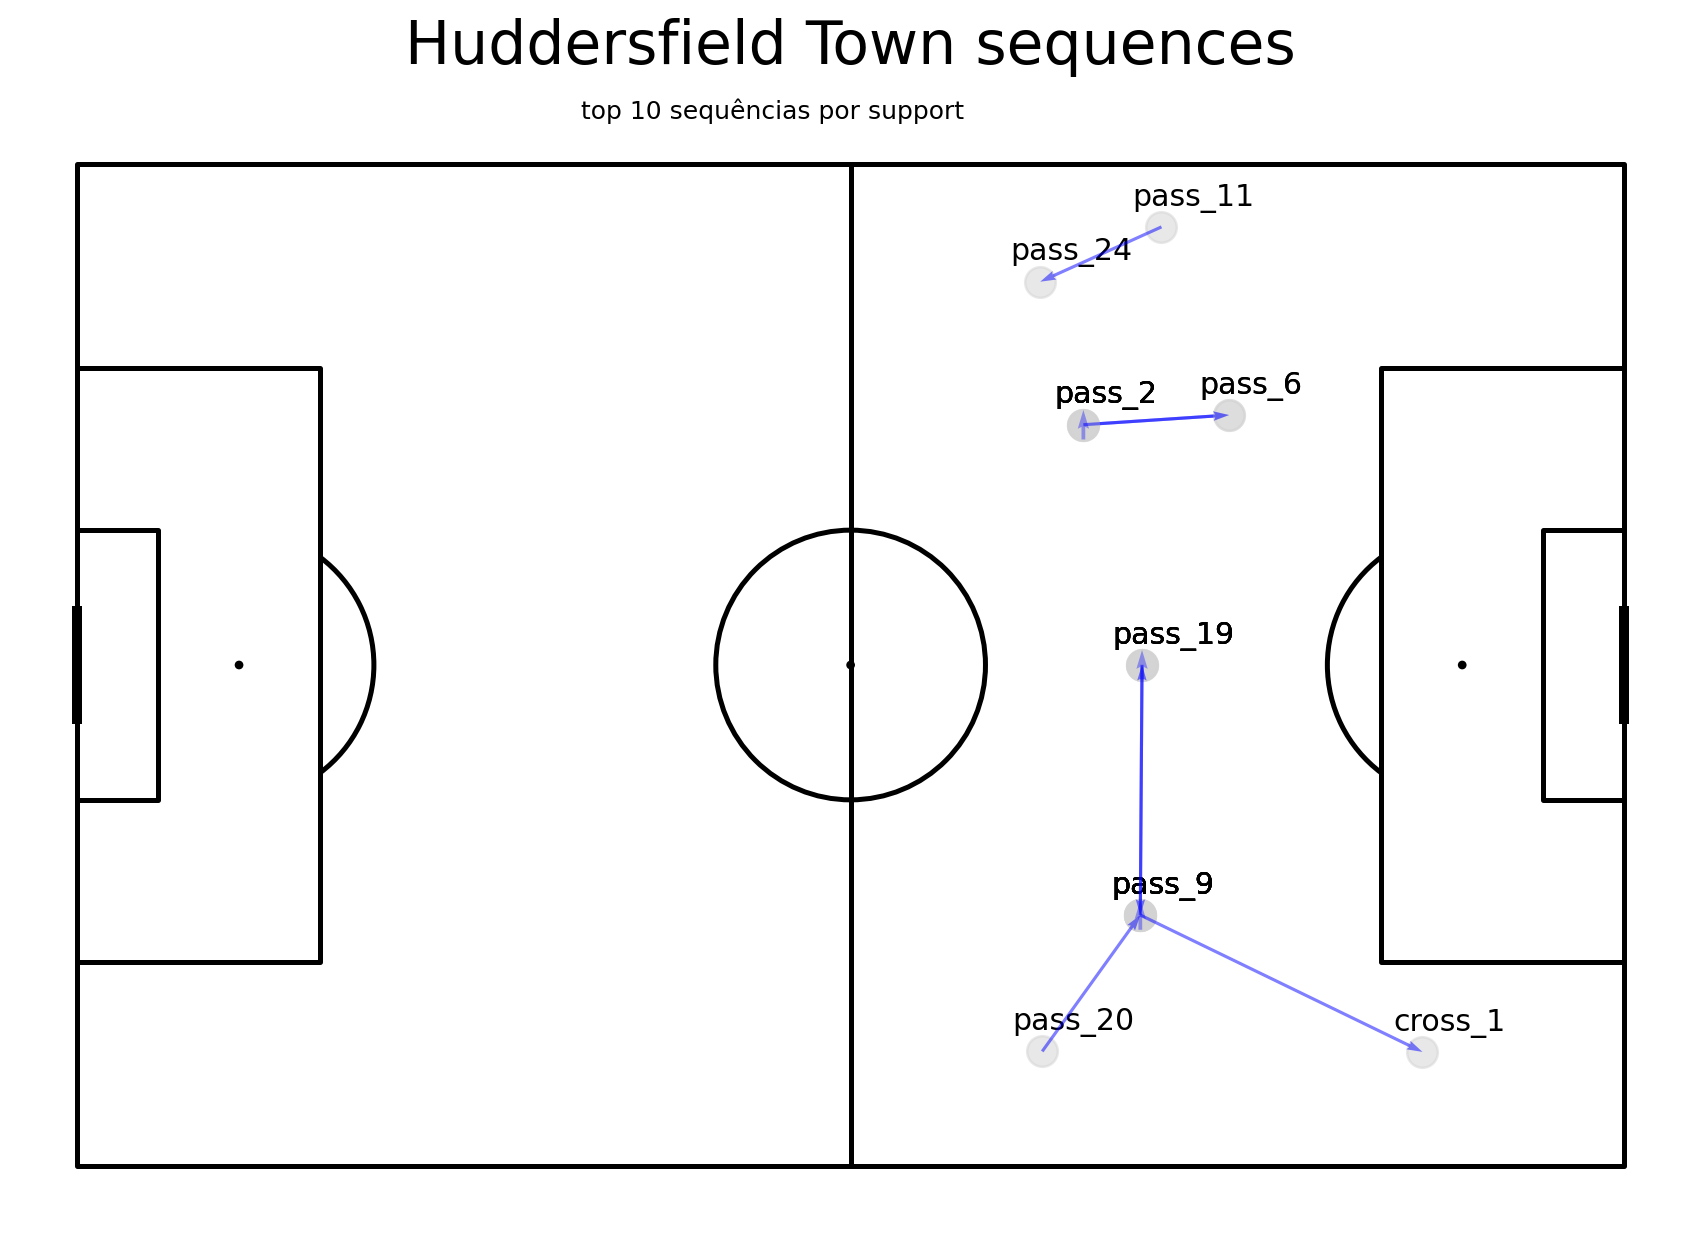 Huddersfield Town sequences
top 10 sequências por support
pass_11
pass_24
pass_2
pass_6
pass_19
pass_9
pass_20
cross_1